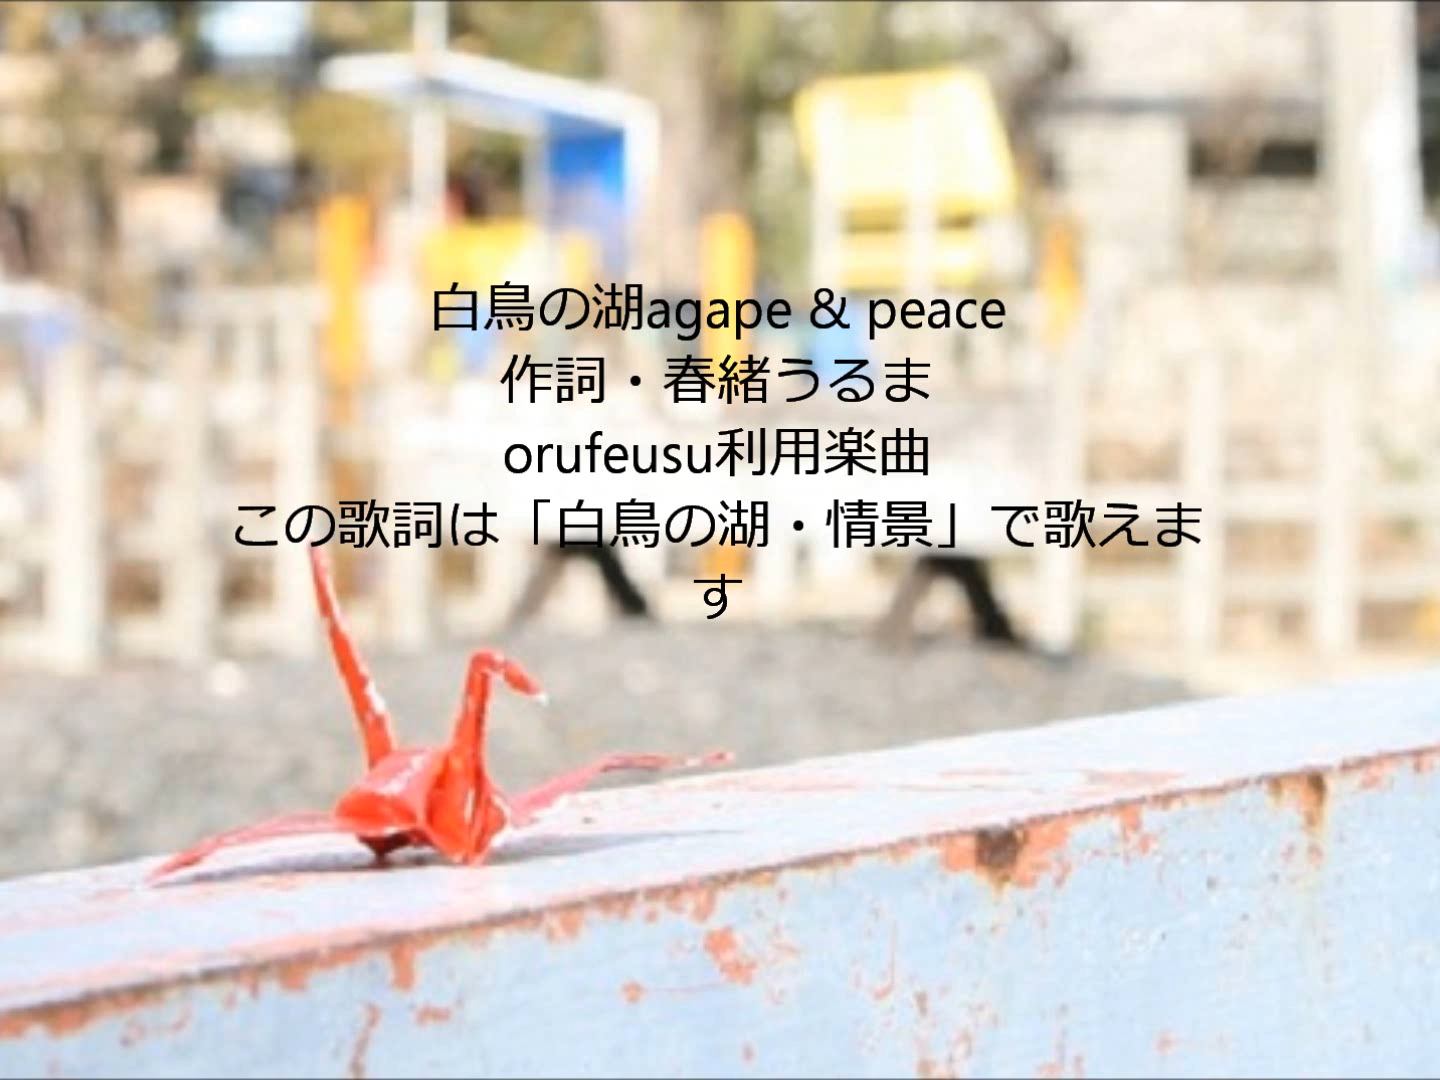 白鳥の湖agape & peace
作詞・春緒うるま
orufeusu利用楽曲
この歌詞は「白鳥の湖・情景」で歌えま
す